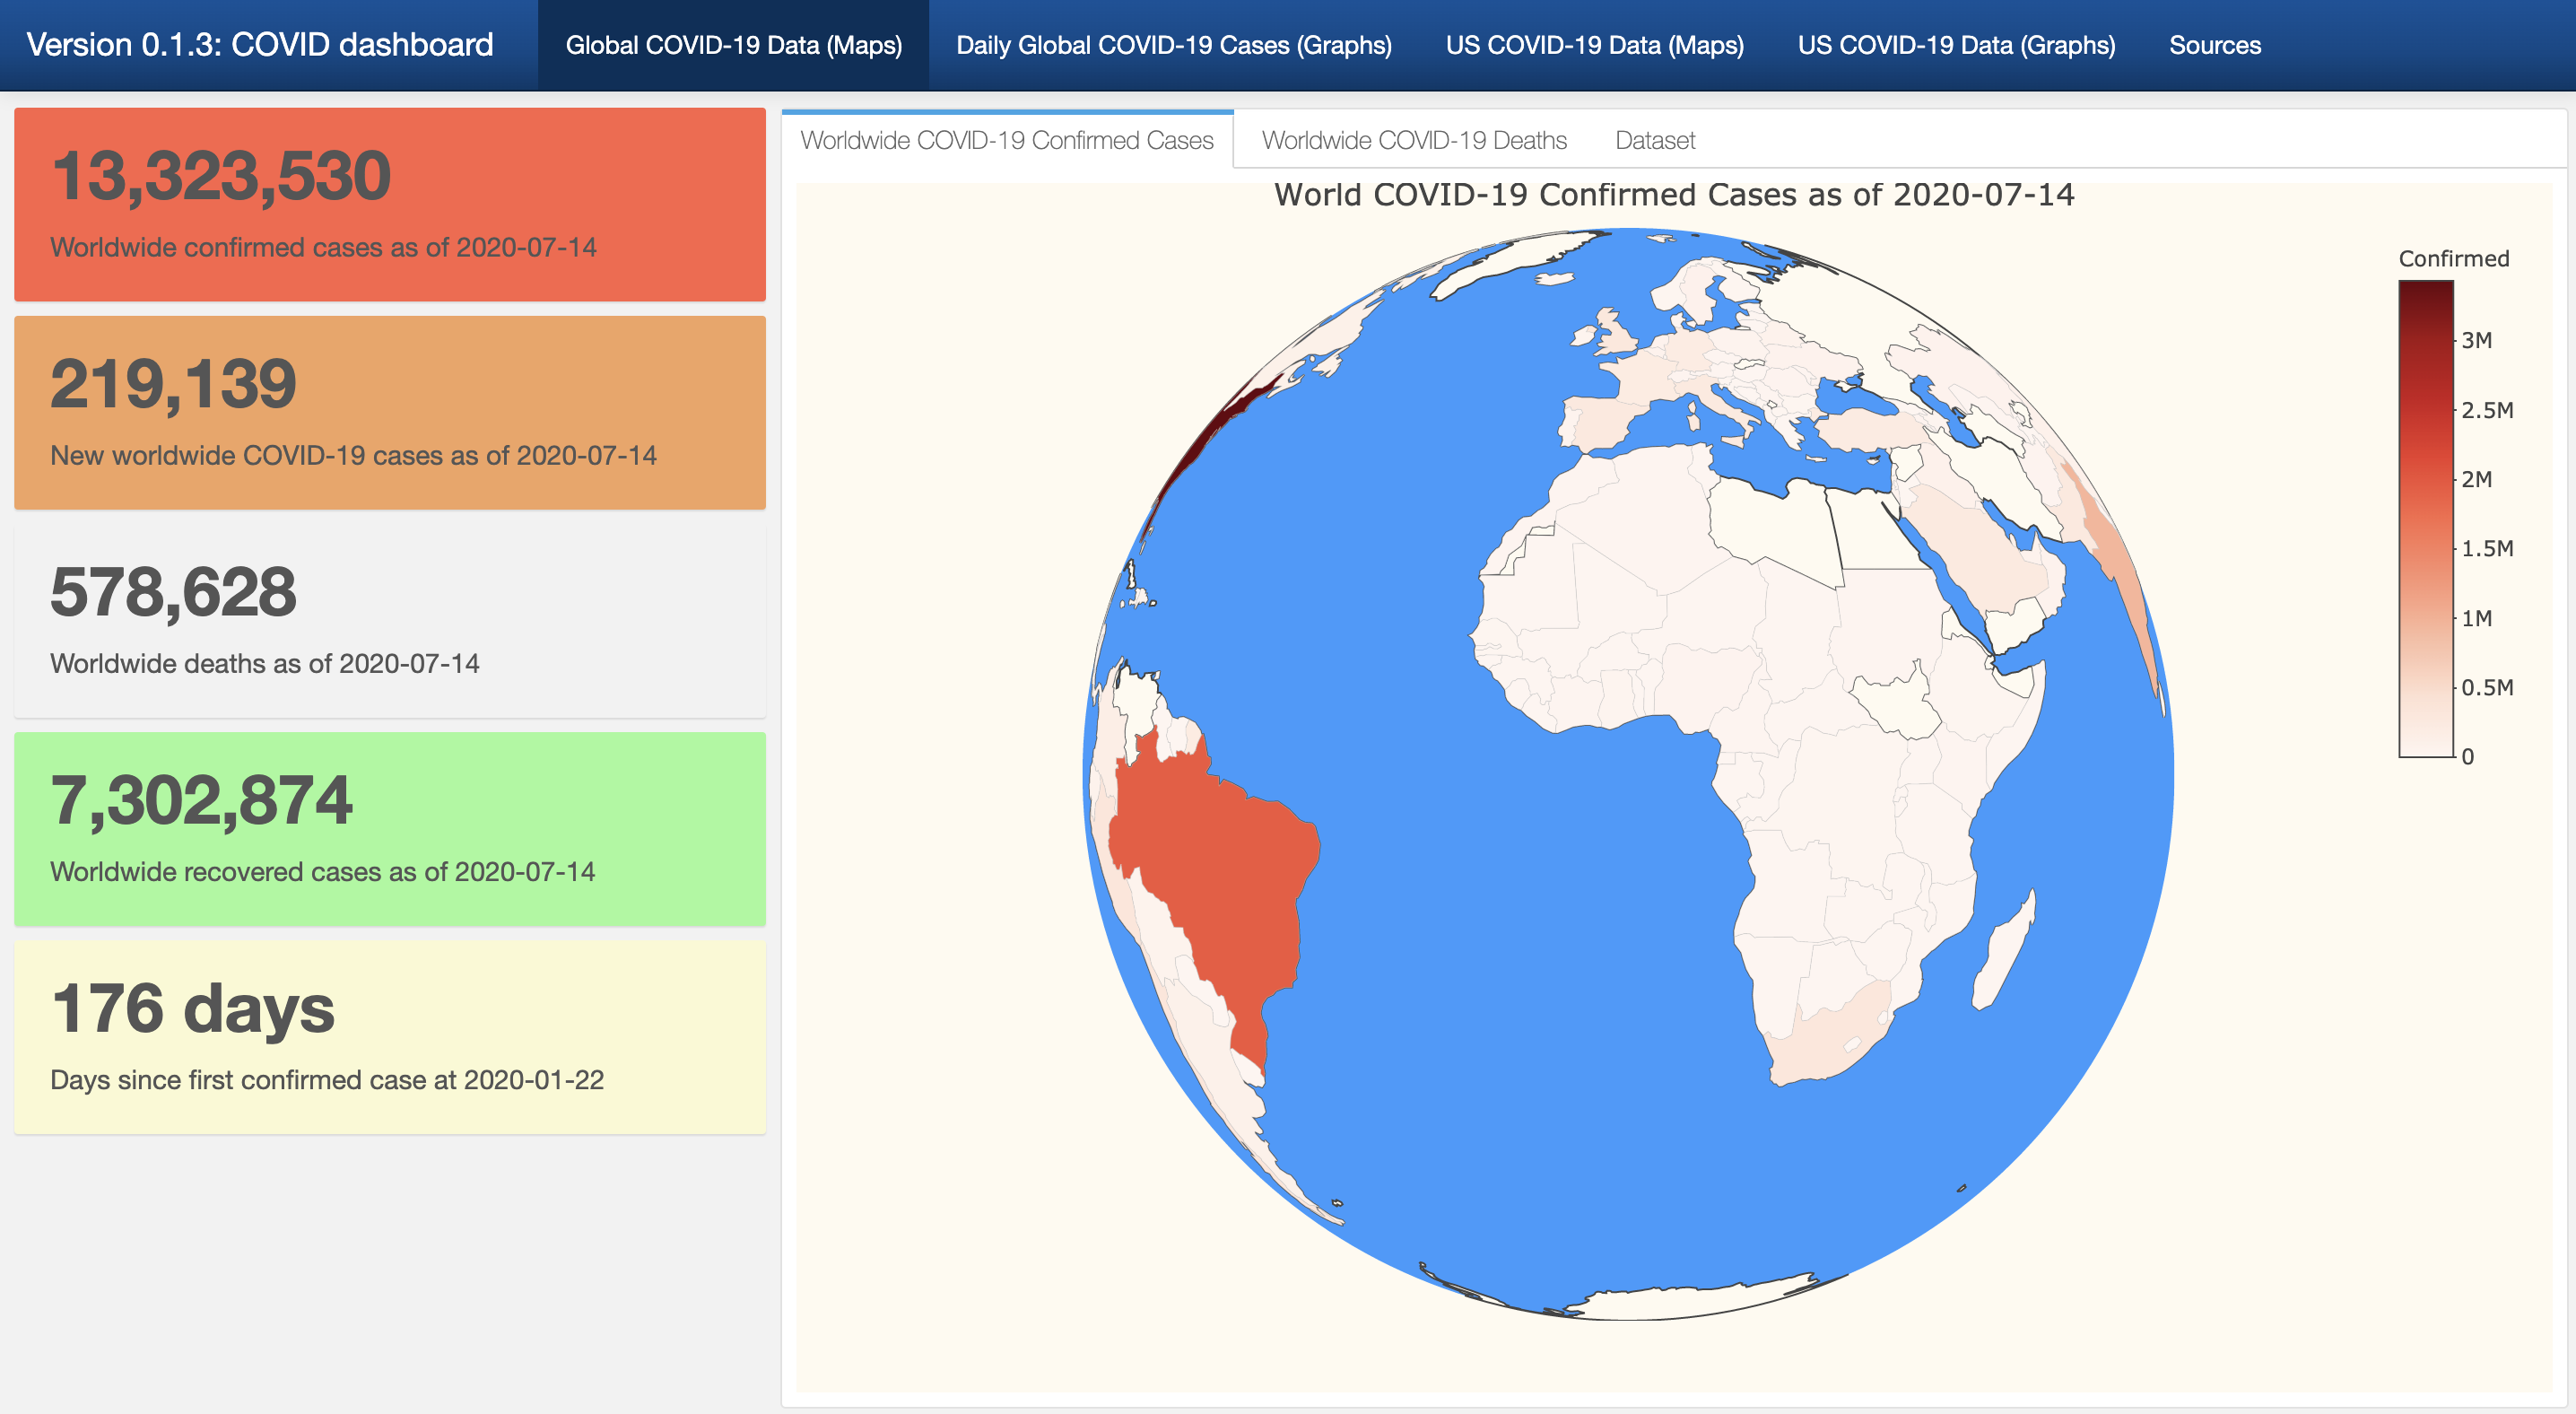 Version 0.1.3: COVID dashboard
Global COVID-19 Data (Maps)
Daily Global COVID-19 Cases (Graphs)
US COVID-19 Data (Maps)
US COVID-19 Data (Graphs)
Sources
13,323,530
Worldwide confirmed cases as of 2020-07-14
219,139
New worldwide COVID-19 cases as of 2020-07-14
578,628
Worldwide deaths as of 2020-07-14
7,302,874
Worldwide recovered cases as of 2020-07-14
176 days
Days since first confirmed case at 2020-01-22
Worldwide COVID-19 Confirmed Cases
Worldwide COVID-19 Deaths
Dataset
World COVID-19 Confirmed Cases as of 2020-07-14
Confirmed
3M
2.5M
2M
1.5M
1M
0.5M
0